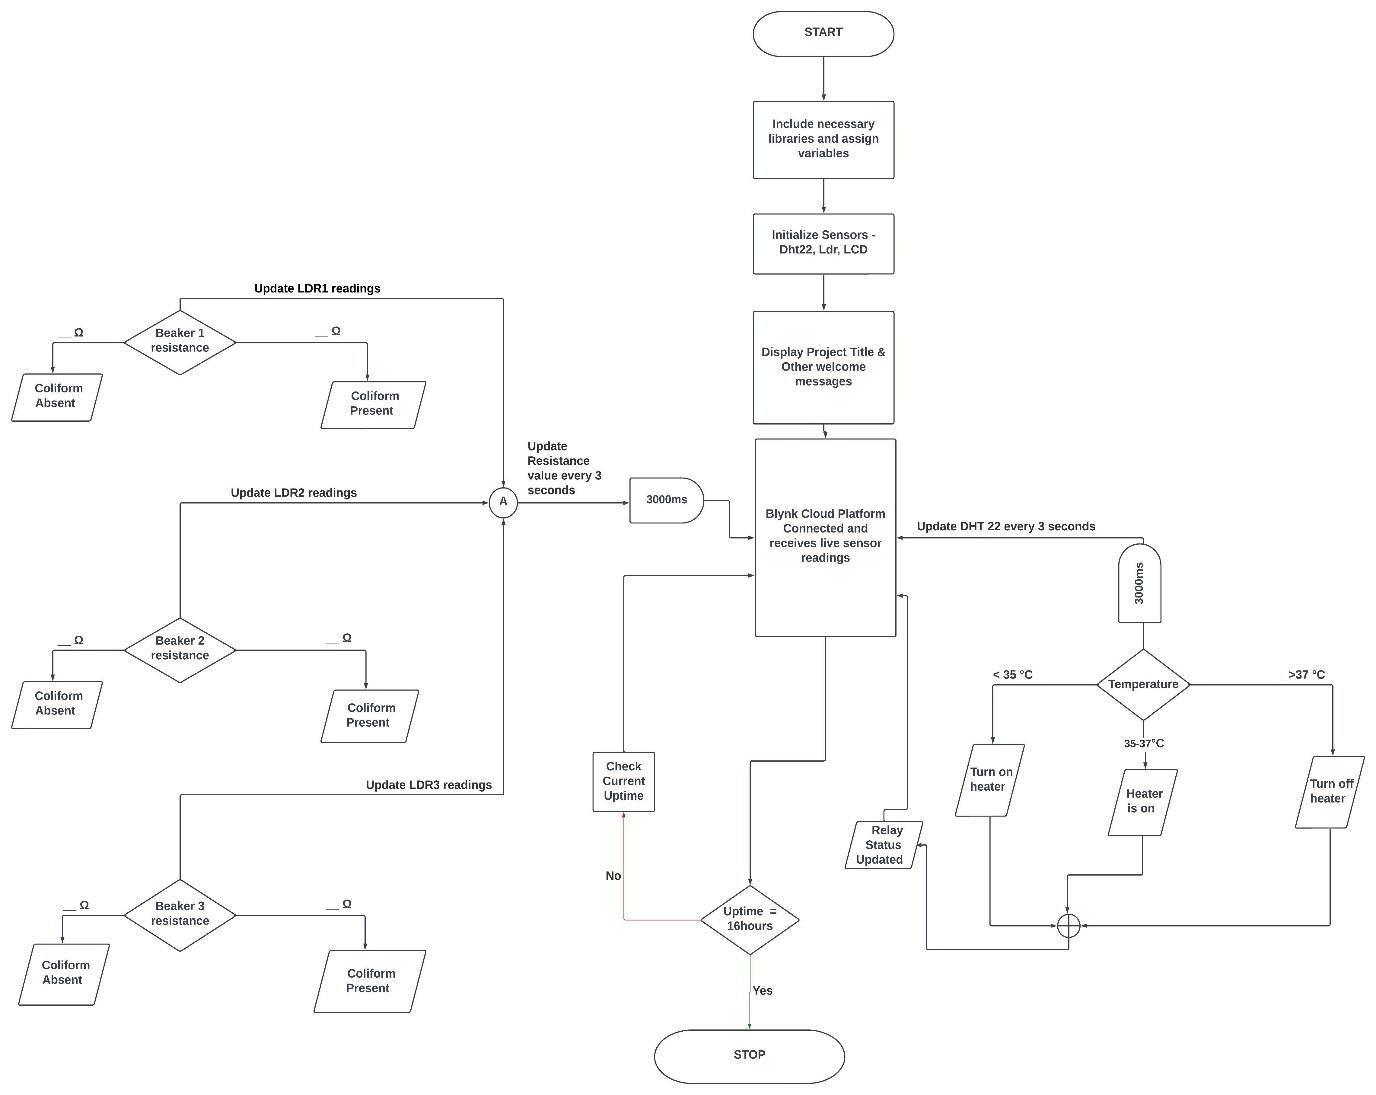 START
Include necessary
libraries and assign
variables
Initialize Sensors -
Dht22, Ldr, LCD
Display Project Title &
Other welcome
messages
Blynk Cloud Platform
Connected and
receives live sensor
readings
Update LDR1 readings
Beaker 1
resistance
__ Ω
__ Ω
Coliform
Absent
Coliform
Present
Update LDR2 readings
Beaker 2
resistance
__ Ω
__ Ω
Coliform
Absent
Coliform
Present
Update LDR3 readings
Beaker 3
resistance
__ Ω
__ Ω
Coliform
Absent
Coliform
Present
A
Update
Resistance
value every 3
seconds
3000ms
Update DHT 22 every 3 seconds
3000ms
Temperature
< 35 °C
35-37°C
>37 °C
Turn on
heater
Heater
is on
Turn off
heater
Relay
Status
Updated
Check
Current
Uptime
No
Uptime =
16hours
Yes
STOP